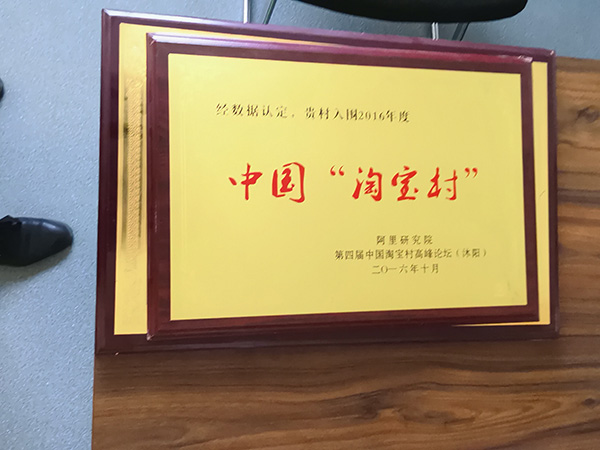 经数据认定，贵村入围2016年度
中国“淘宝村”
阿里研究院
第四届中国淘宝村高峰论坛（沭阳）
二〇一六年十月